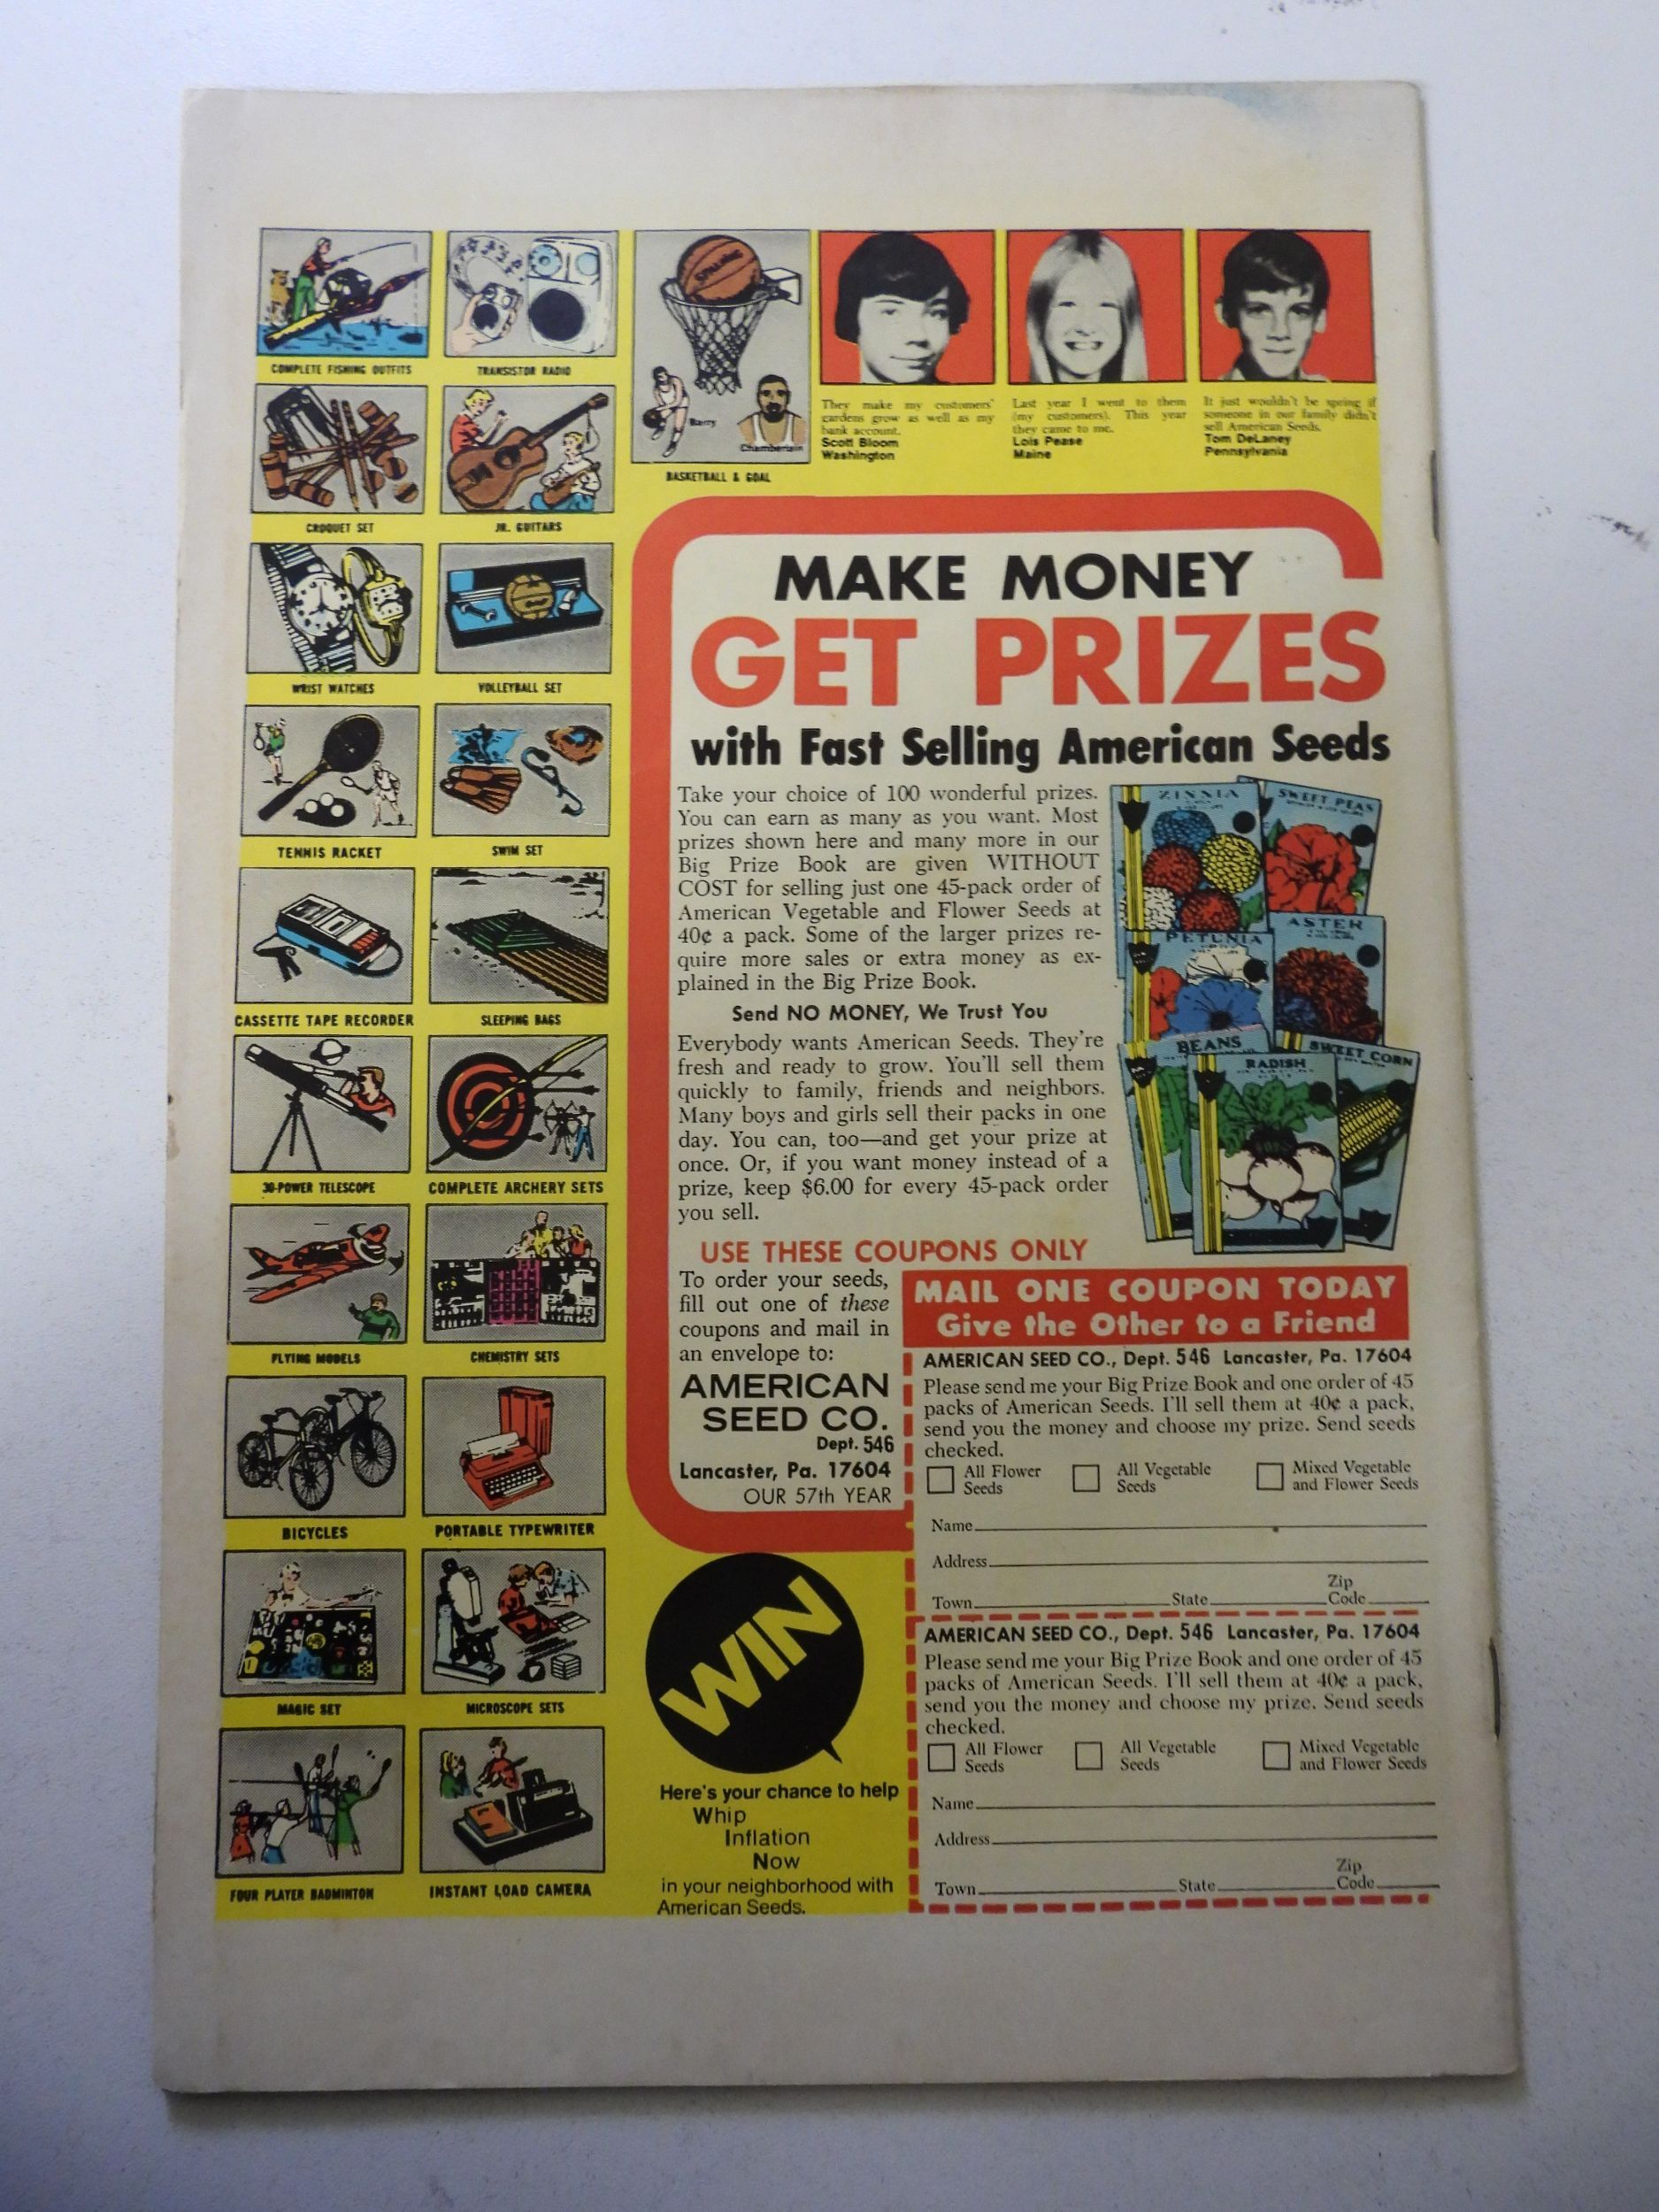 COMPLETE FISHING OUTFITS
TRANSISTOR RADIO
CROQUET SET
JR. GUITARS
WRIST WATCHES
VOLLEYBALL SET
TENNIS RACKET
SWIM SET
CASSETTE TAPE RECORDER
SLEEPING BAGS
30-POWER TELESCOPE
COMPLETE ARCHERY SETS
FLYING MODELS
CHEMISTRY SETS
BICYCLES
PORTABLE TYPEWRITER
MAGIC SET
MICROSCOPE SETS
FOUR PLAYER BADMINTON
INSTANT LOAD CAMERA
SPALDING
Barry
Chamberlain
BASKETBALL & GOAL
They make my customers'
gardens grow as well as my
bank account.
Scott Bloom
Washington
Last year I went to them
(my customers). This year
they came to me.
Lois Pease
Maine
It just wouldn't be spring if
someone in our family didn't
sell American Seeds.
Tom DeLaney
Pennsylvania
MAKE MONEY
GET PRIZES
with Fast Selling American Seeds
Take your choice of 100 wonderful prizes.
You can earn as many as you want. Most
prizes shown here and many more in our
Big Prize Book are given WITHOUT
COST for selling just one 45-pack order of
American Vegetable and Flower Seeds at
40¢ a pack. Some of the larger prizes re-
quire more sales or extra money as ex-
plained in the Big Prize Book.
Send NO MONEY, We Trust You
Everybody wants American Seeds. They're
fresh and ready to grow. You'll sell them
quickly to family, friends and neighbors.
Many boys and girls sell their packs in one
day. You can, too—and get your prize at
once. Or, if you want money instead of a
prize, keep $6.00 for every 45-pack order
you sell.
ZINNIA
SWEET PEAS
PETUNIA
ASTER
BEANS
RADISH
SWEET CORN
USE THESE COUPONS ONLY
To order your seeds,
fill out one of these
coupons and mail in
an envelope to:
AMERICAN
SEED CO.
Dept. 546
Lancaster, Pa. 17604
OUR 57th YEAR
WIN
Here's your chance to help
Whip
Inflation
Now
in your neighborhood with
American Seeds.
MAIL ONE COUPON TODAY
Give the Other to a Friend
AMERICAN SEED CO., Dept. 546 Lancaster, Pa. 17604
Please send me your Big Prize Book and one order of 45
packs of American Seeds. I'll sell them at 40¢ a pack,
send you the money and choose my prize. Send seeds
checked.
All Flower Seeds
All Vegetable Seeds
Mixed Vegetable and Flower Seeds
Name
Address
Town State Zip Code
AMERICAN SEED CO., Dept. 546 Lancaster, Pa. 17604
Please send me your Big Prize Book and one order of 45
packs of American Seeds. I'll sell them at 40¢ a pack,
send you the money and choose my prize. Send seeds
checked.
All Flower Seeds
All Vegetable Seeds
Mixed Vegetable and Flower Seeds
Name
Address
Town State Zip Code